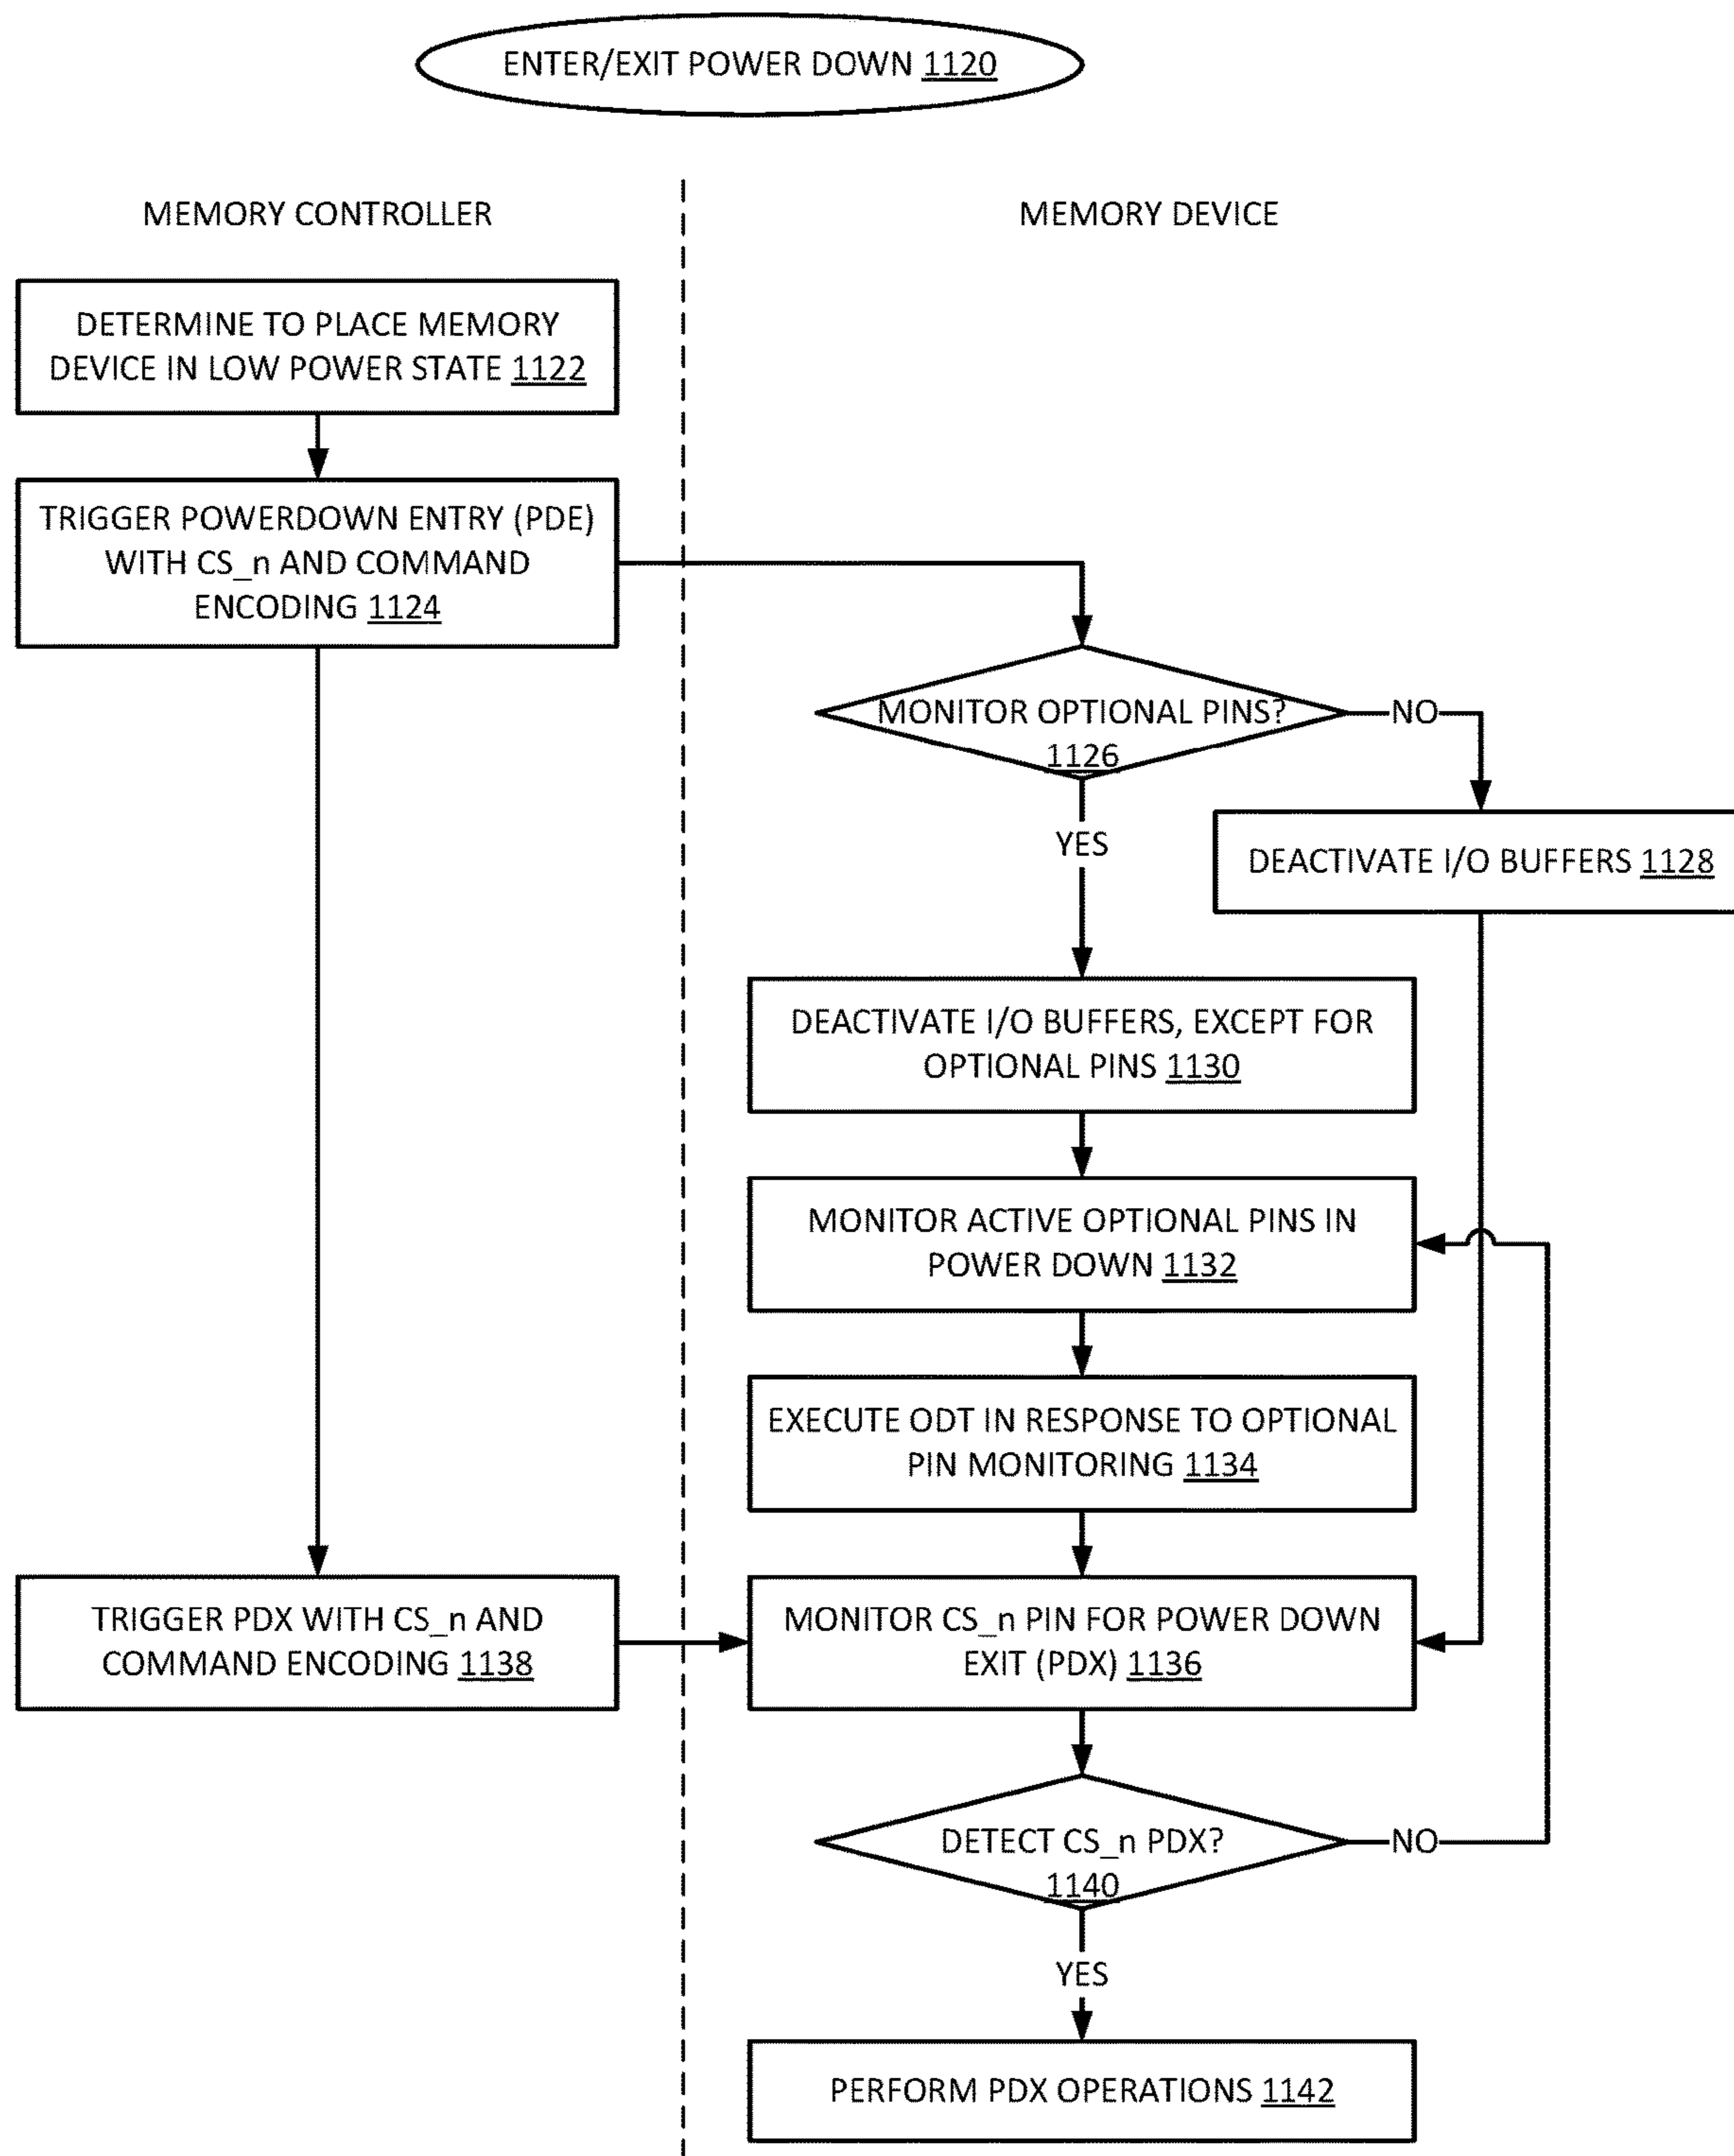 ENTER/EXIT POWER DOWN 1120
MEMORY CONTROLLER
MEMORY DEVICE
DETERMINE TO PLACE MEMORY
DEVICE IN LOW POWER STATE 1122
TRIGGER POWERDOWN ENTRY (PDE)
WITH CS_n AND COMMAND
ENCODING 1124
MONITOR OPTIONAL PINS?
1126
NO
YES
DEACTIVATE I/O BUFFERS 1128
DEACTIVATE I/O BUFFERS, EXCEPT FOR
OPTIONAL PINS 1130
MONITOR ACTIVE OPTIONAL PINS IN
POWER DOWN 1132
EXECUTE ODT IN RESPONSE TO OPTIONAL
PIN MONITORING 1134
TRIGGER PDX WITH CS_n AND
COMMAND ENCODING 1138
MONITOR CS_n PIN FOR POWER DOWN
EXIT (PDX) 1136
DETECT CS_n PDX?
1140
NO
YES
PERFORM PDX OPERATIONS 1142